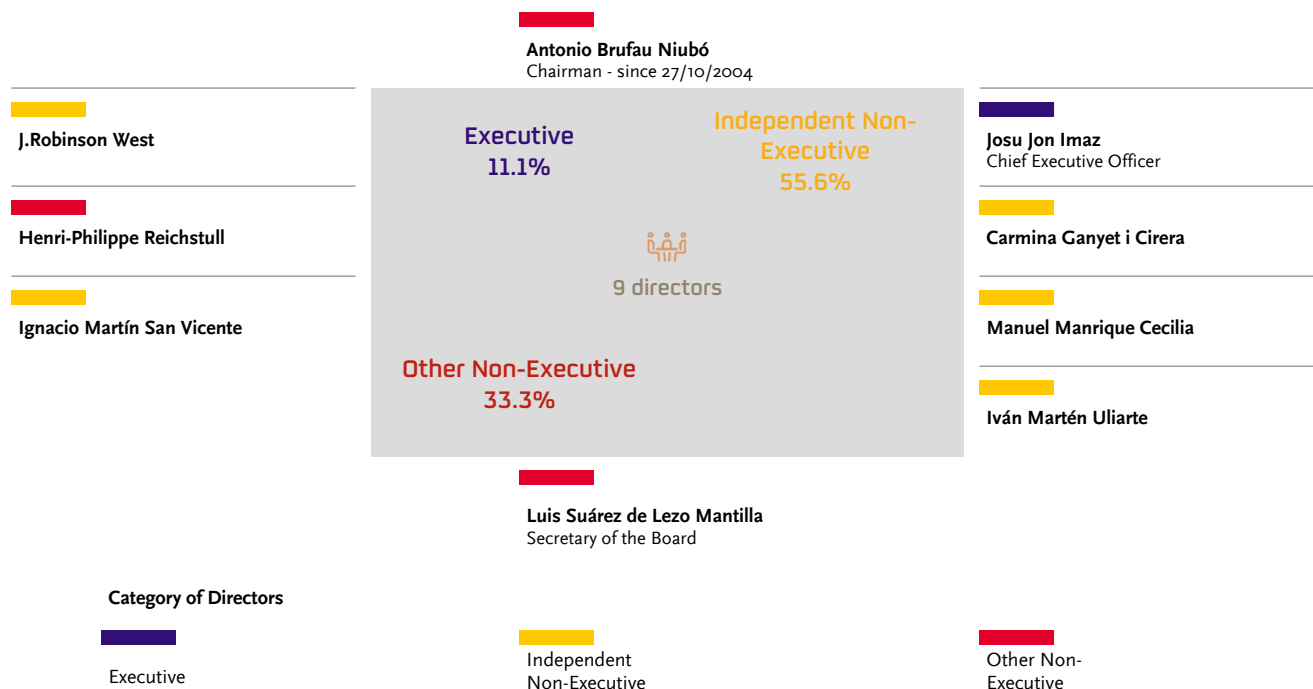 Antonio Brufau Niubó
Chairman - since 27/10/2004
J.Robinson West
Henri-Philippe Reichstull
Ignacio Martín San Vicente
Executive
11.1%
Independent Non-
Executive
55.6%
9 directors
Other Non-Executive
33.3%
Josu Jon Imaz
Chief Executive Officer
Carmina Ganyet i Cirera
Manuel Manrique Cecilia
Iván Martén Uliarte
Luis Suárez de Lezo Mantilla
Secretary of the Board
Category of Directors
Executive
Independent
Non-Executive
Other Non-
Executive